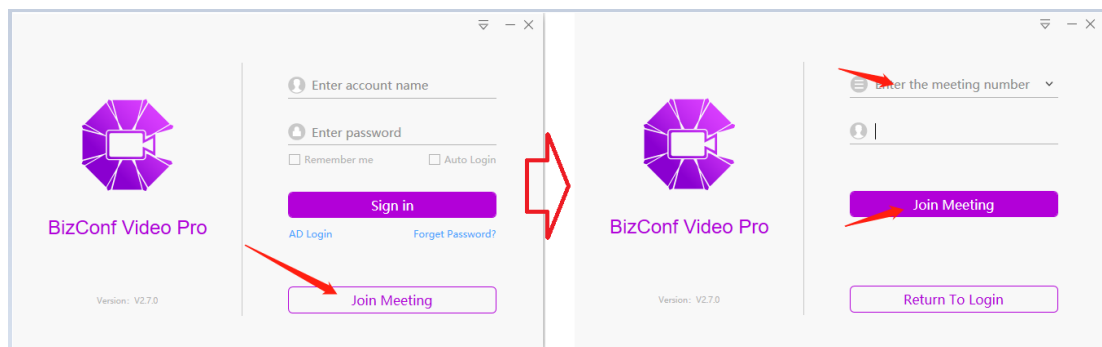 Enter account name
Enter password
Remember me
Auto Login
Sign in
BizConf Video Pro
AD Login
Forget Password?
Version: V2.7.0
Join Meeting
Enter the meeting number
Join Meeting
BizConf Video Pro
Version: V2.7.0
Return To Login